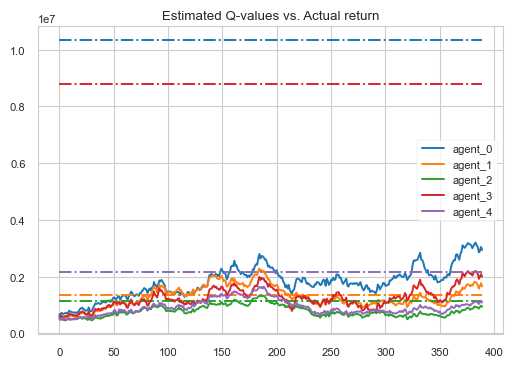 Estimated Q-values vs. Actual return
1e7
1.0
0.8
0.6
0.4
0.2
0.0
agent_0
agent_1
agent_2
agent_3
agent_4
0 50 100 150 200 250 300 350 400